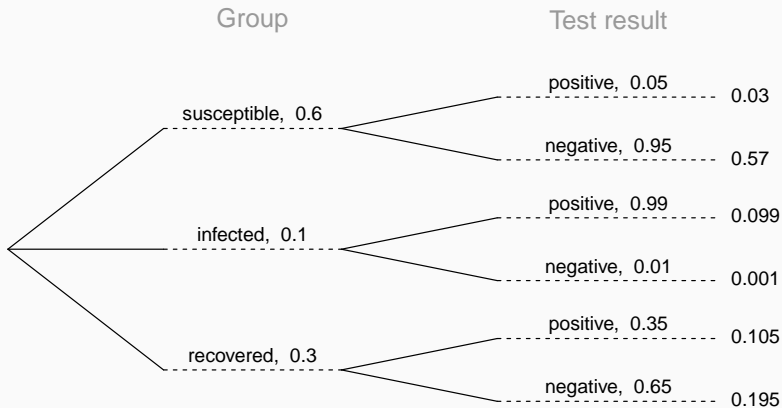 Group
Test result
positive, 0.05
0.03
susceptible, 0.6
negative, 0.95
0.57
positive, 0.99
0.099
infected, 0.1
negative, 0.01
0.001
positive, 0.35
0.105
recovered, 0.3
negative, 0.65
0.195